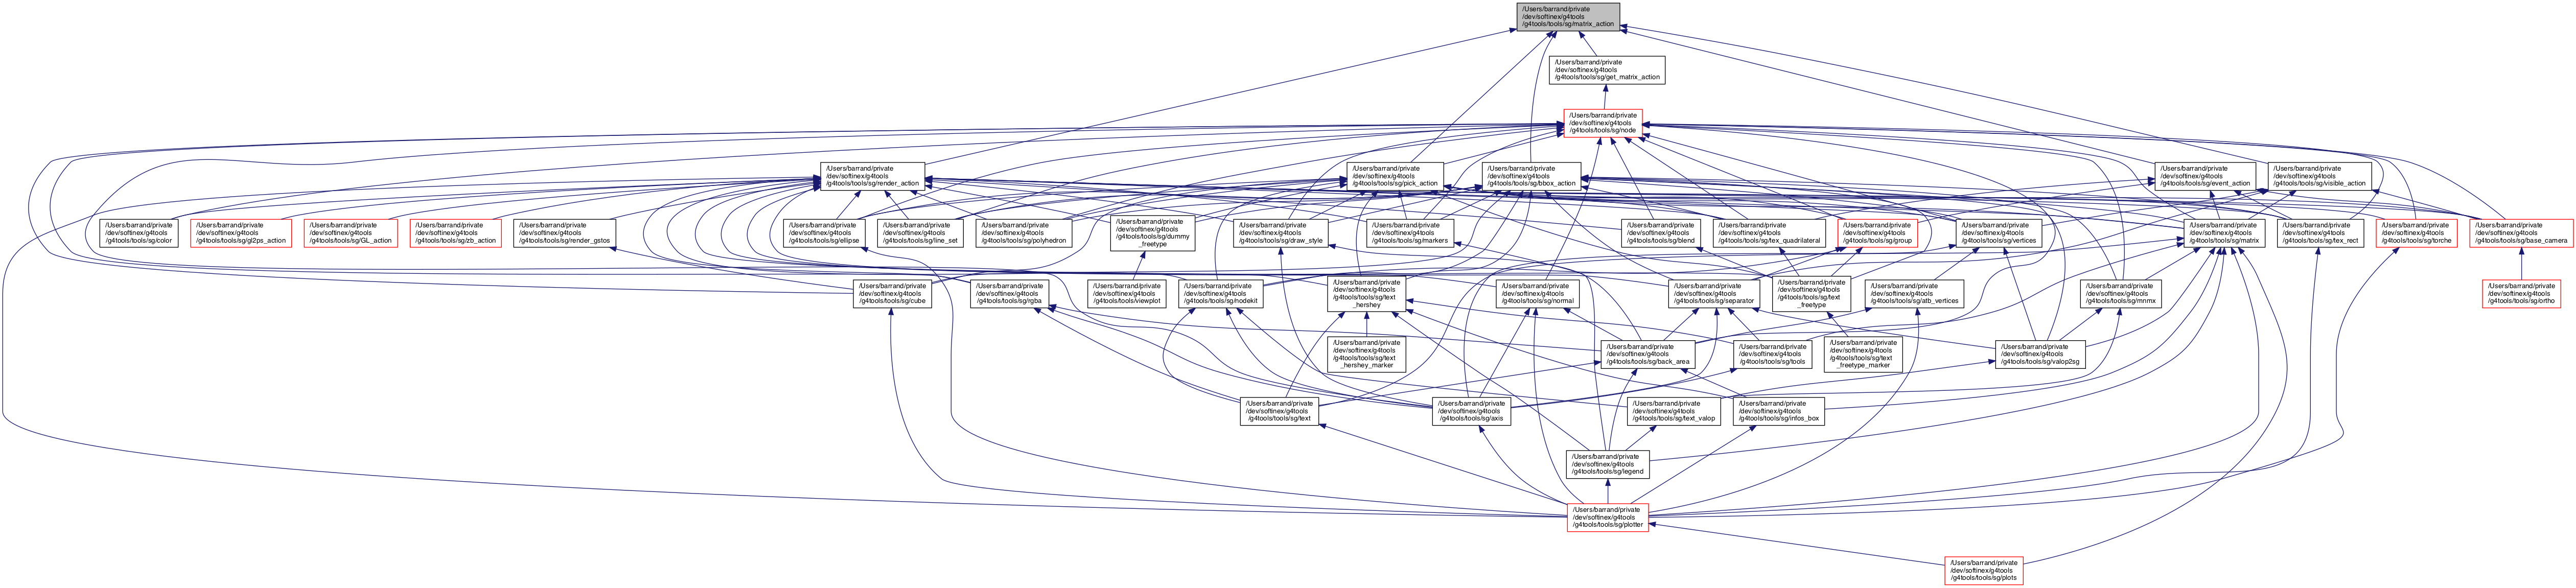 /Users/barrand/private
/dev/softinex/g4tools
/g4tools/tools/sg/matrix_action
/Users/barrand/private
/dev/softinex/g4tools
/g4tools/tools/sg/get_matrix_action
/Users/barrand/private
/dev/softinex/g4tools
/g4tools/tools/sg/node
/Users/barrand/private
/dev/softinex/g4tools
/g4tools/tools/sg/render_action
/Users/barrand/private
/dev/softinex/g4tools
/g4tools/tools/sg/pick_action
/Users/barrand/private
/dev/softinex/g4tools
/g4tools/tools/sg/bbox_action
/Users/barrand/private
/dev/softinex/g4tools
/g4tools/tools/sg/event_action
/Users/barrand/private
/dev/softinex/g4tools
/g4tools/tools/sg/visible_action
/Users/barrand/private
/dev/softinex/g4tools
/g4tools/tools/sg/color
/Users/barrand/private
/dev/softinex/g4tools
/g4tools/tools/sg/gl2ps_action
/Users/barrand/private
/dev/softinex/g4tools
/g4tools/tools/sg/GL_action
/Users/barrand/private
/dev/softinex/g4tools
/g4tools/tools/sg/zb_action
/Users/barrand/private
/dev/softinex/g4tools
/g4tools/tools/sg/render_gstos
/Users/barrand/private
/dev/softinex/g4tools
/g4tools/tools/sg/ellipse
/Users/barrand/private
/dev/softinex/g4tools
/g4tools/tools/sg/line_set
/Users/barrand/private
/dev/softinex/g4tools
/g4tools/tools/sg/polyhedron
/Users/barrand/private
/dev/softinex/g4tools
/g4tools/tools/sg/dummy
_freetype
/Users/barrand/private
/dev/softinex/g4tools
/g4tools/tools/sg/draw_style
/Users/barrand/private
/dev/softinex/g4tools
/g4tools/tools/sg/markers
/Users/barrand/private
/dev/softinex/g4tools
/g4tools/tools/sg/blend
/Users/barrand/private
/dev/softinex/g4tools
/g4tools/tools/sg/tex_quadrilateral
/Users/barrand/private
/dev/softinex/g4tools
/g4tools/tools/sg/group
/Users/barrand/private
/dev/softinex/g4tools
/g4tools/tools/sg/vertices
/Users/barrand/private
/dev/softinex/g4tools
/g4tools/tools/sg/matrix
/Users/barrand/private
/dev/softinex/g4tools
/g4tools/tools/sg/tex_rect
/Users/barrand/private
/dev/softinex/g4tools
/g4tools/tools/sg/torche
/Users/barrand/private
/dev/softinex/g4tools
/g4tools/tools/sg/base_camera
/Users/barrand/private
/dev/softinex/g4tools
/g4tools/tools/sg/cube
/Users/barrand/private
/dev/softinex/g4tools
/g4tools/tools/sg/rgba
/Users/barrand/private
/dev/softinex/g4tools
/g4tools/tools/viewplot
/Users/barrand/private
/dev/softinex/g4tools
/g4tools/tools/sg/nodekit
/Users/barrand/private
/dev/softinex/g4tools
/g4tools/tools/sg/text
_hershey
/Users/barrand/private
/dev/softinex/g4tools
/g4tools/tools/sg/normal
/Users/barrand/private
/dev/softinex/g4tools
/g4tools/tools/sg/separator
/Users/barrand/private
/dev/softinex/g4tools
/g4tools/tools/sg/text
_freetype
/Users/barrand/private
/dev/softinex/g4tools
/g4tools/tools/sg/atb_vertices
/Users/barrand/private
/dev/softinex/g4tools
/g4tools/tools/sg/mnmx
/Users/barrand/private
/dev/softinex/g4tools
/g4tools/tools/sg/ortho
/Users/barrand/private
/dev/softinex/g4tools
/g4tools/tools/sg/text
_hershey_marker
/Users/barrand/private
/dev/softinex/g4tools
/g4tools/tools/sg/back_area
/Users/barrand/private
/dev/softinex/g4tools
/g4tools/tools/sg/tools
/Users/barrand/private
/dev/softinex/g4tools
/g4tools/tools/sg/text
_freetype_marker
/Users/barrand/private
/dev/softinex/g4tools
/g4tools/tools/sg/valop2sg
/Users/barrand/private
/dev/softinex/g4tools
/g4tools/tools/sg/text
/Users/barrand/private
/dev/softinex/g4tools
/g4tools/tools/sg/axis
/Users/barrand/private
/dev/softinex/g4tools
/g4tools/tools/sg/text_valop
/Users/barrand/private
/dev/softinex/g4tools
/g4tools/tools/sg/infos_box
/Users/barrand/private
/dev/softinex/g4tools
/g4tools/tools/sg/legend
/Users/barrand/private
/dev/softinex/g4tools
/g4tools/tools/sg/plotter
/Users/barrand/private
/dev/softinex/g4tools
/g4tools/tools/sg/plots